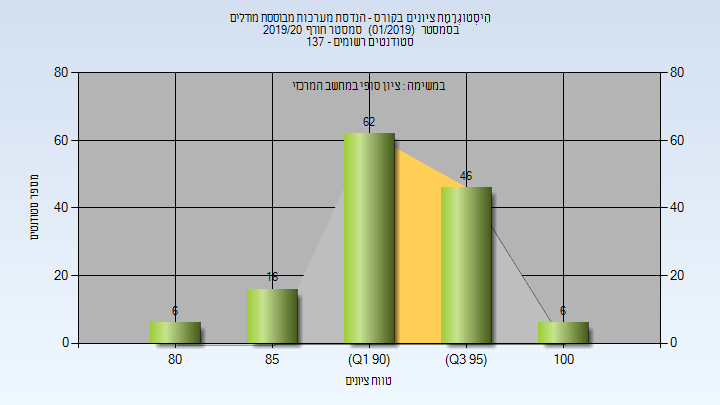 היסטוגרמת ציונים בקורס - הנדסת מערכות מבוססת מודלים
בסמסטר (01/2019) סמסטר חורף 2019/20
סטודנטים רשומים - 137
במשימה : ציון סופי במחשב המרכזי
80 80
60 60
40 40
20 20
0 0
6
16
62
46
6
80 85 (Q1 90) (Q3 95) 100
מספר סטודנטים
טווח ציונים